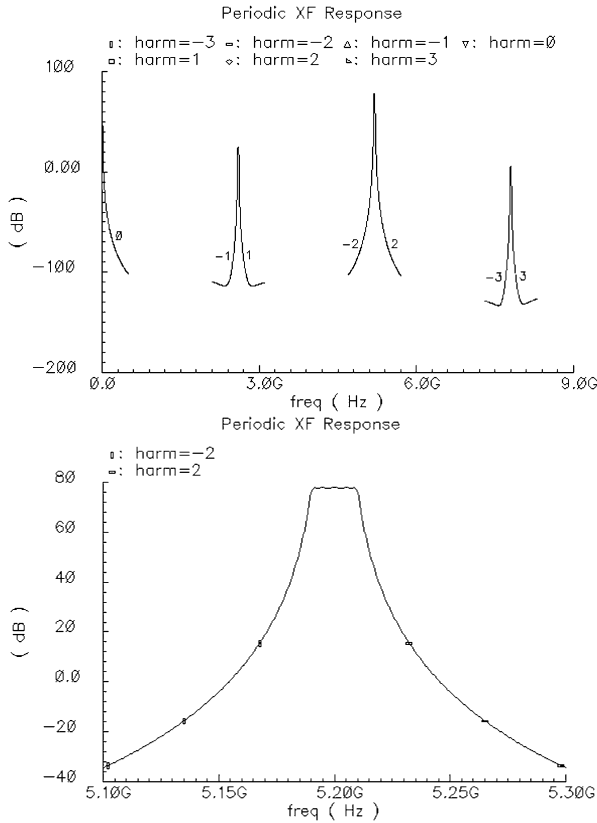 Periodic XF Response
▯: harm=-3 ▭: harm=-2 △: harm=-1 ▽: harm=0
□: harm=1 ◇: harm=2 ◺: harm=3
100
0.00
-100
-200
( dB )
0
-1 1
-2 2
-3 3
0.0 3.0G 6.0G 9.0G
freq ( Hz )
Periodic XF Response
▯: harm=-2
▭: harm=2
80
60
40
20
0.0
-20
-40
( dB )
5.10G 5.15G 5.20G 5.25G 5.30G
freq ( Hz )